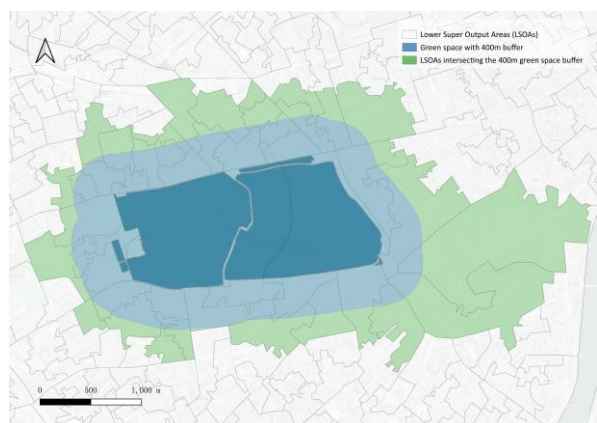 Lower Super Output Areas (LSOAs)
Green space with 400m buffer
LSOAs intersecting the 400m green space buffer
0 500 1,000 m